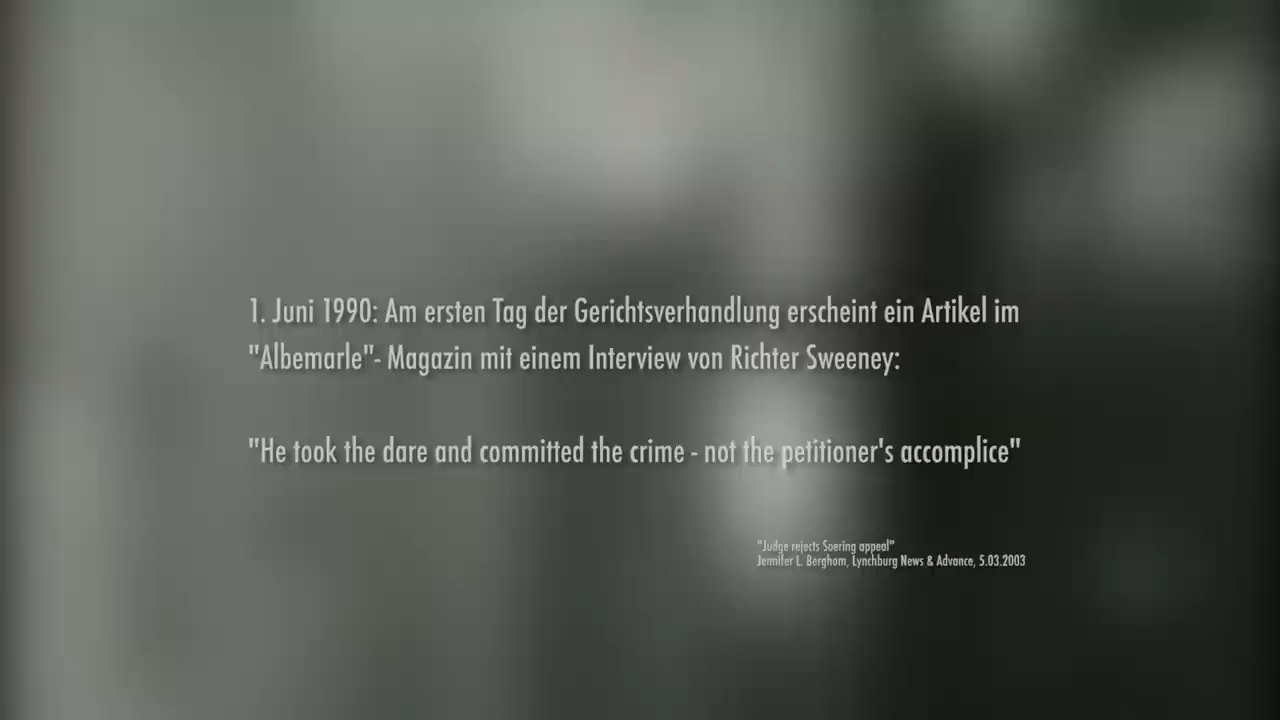 1. Juni 1990: Am ersten Tag der Gerichtsverhandlung erscheint ein Artikel im
"Albemarle"- Magazin mit einem Interview von Richter Sweeney:
"He took the dare and committed the crime - not the petitioner's accomplice"
"Judge rejects Soering appeal"
Jennifer L. Berghom, Lynchburg News & Advance, 5.03.2003